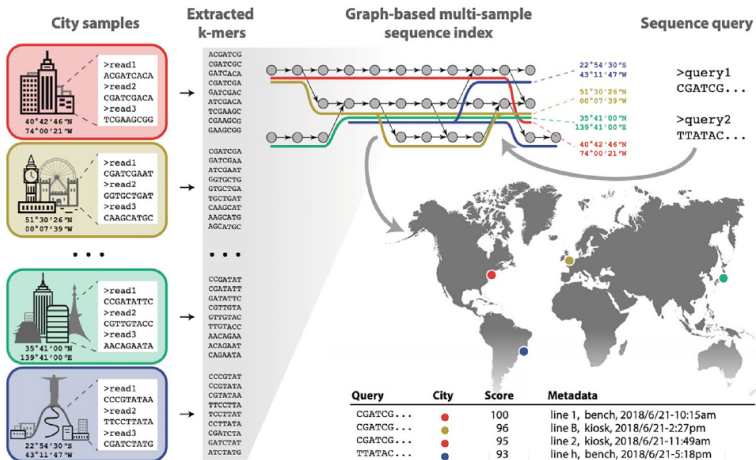 City samples
Extracted
k-mers
Graph-based multi-sample
sequence index
Sequence query
>read1
ACGATCACA
>read2
CGATCGACA
>read3
TCGAAGCGG
40°42'46"N
74°00'21"W
>read1
CGATCGAAT
>read2
GGTGCTGAT
>read3
CAAGCATGC
51°30'26"N
00°07'39"W
• • •
>read1
CCGATATTC
>read2
CGTTGTACC
>read3
AACAGAATA
35°41'00"N
139°41'00"E
>read1
CCCGTATAA
>read2
TTCCTTATA
>read3
CGATCTATG
22°54'30"S
43°11'47"W
ACGATCG
CGATCGC
GATCACA
CGATCGA
GATCGAC
ATCGACA
TCGAAGC
CGAAGCG
GAAGCGG
CGATCGA
GATCGAA
ATCGAAT
GGTGCTG
GTGCTGA
TGCTGAT
CAAGCAT
AAGCATG
AGCATGC
• • •
CCGATAT
CGATATT
GATATTC
CGTTGTA
GTTGTAC
TTGTACC
AACAGAA
ACAGAAT
CAGAATA
CCCGTAT
CCGTATA
CGTATAA
TTCCTTA
TCCTTAT
CCTTATA
CGATCTA
GATCTAT
ATCTATG
22°54'30"S
43°11'47"W
51°30'26"N
00°07'39"W
35°41'00"N
139°41'00"E
40°42'46"N
74°00'21"W
>query1
CGATCG...
>query2
TTATAC...
Query City Score Metadata
CGATCG... 100 line 1, bench, 2018/6/21-10:15am
CGATCG... 96 line B, kiosk, 2018/6/21-2:27pm
CGATCG... 95 line 2, kiosk, 2018/6/21-11:49am
TTATAC... 93 line h, bench, 2018/6/21-5:18pm